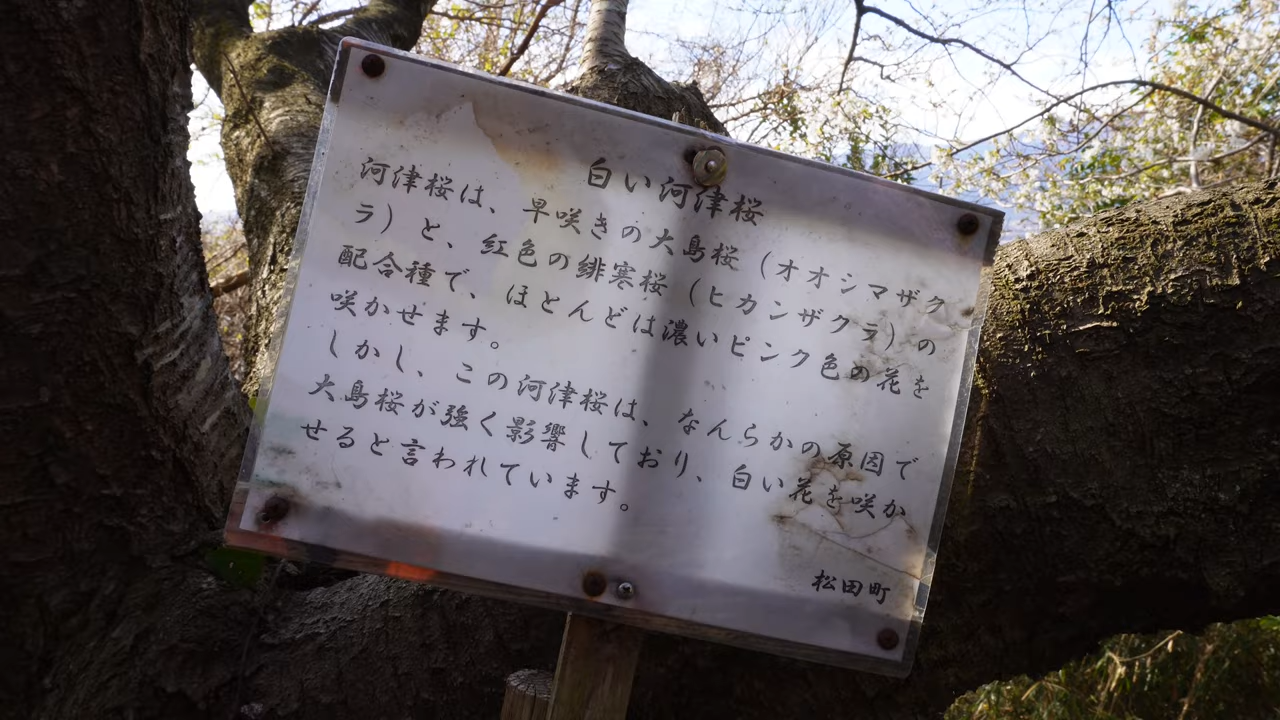 白い河津桜
河津桜は、早咲きの大島桜（オオシマザク
ラ）と、紅色の緋寒桜（ヒカンザクラ）の
配合種で、ほとんどは濃いピンク色の花を
咲かせます。
しかし、この河津桜は、なんらかの原因で
大島桜が強く影響しており、白い花を咲か
せると言われています。
松田町